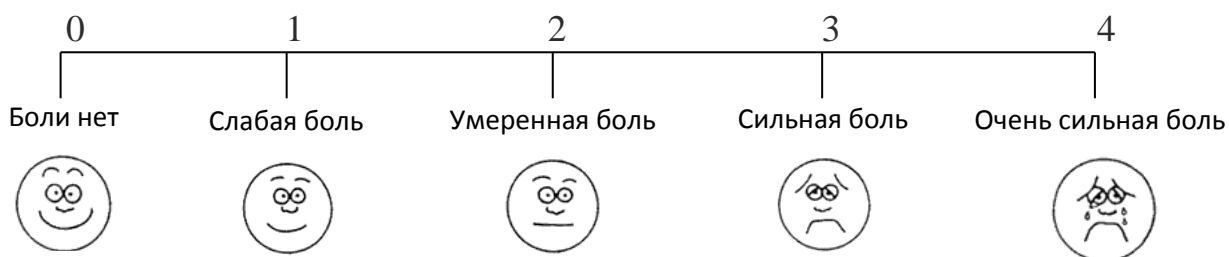 0 1 2 3 4
Боли нет Слабая боль Умеренная боль Сильная боль Очень сильная боль